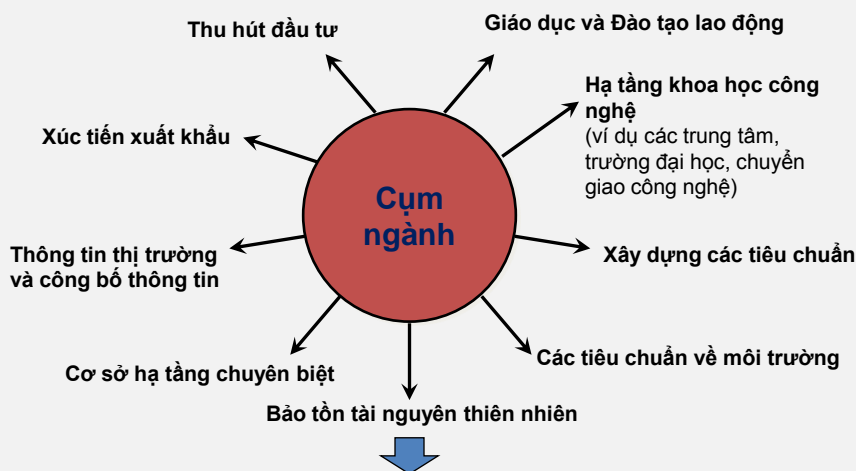 Thu hút đầu tư
Giáo dục và Đào tạo lao động
Hạ tầng khoa học công
nghệ
(ví dụ các trung tâm,
trường đại học, chuyển
giao công nghệ)
Xúc tiến xuất khẩu
Cụm
ngành
Thông tin thị trường
và công bố thông tin
Xây dựng các tiêu chuẩn
Các tiêu chuẩn về môi trường
Cơ sở hạ tầng chuyên biệt
Bảo tồn tài nguyên thiên nhiên